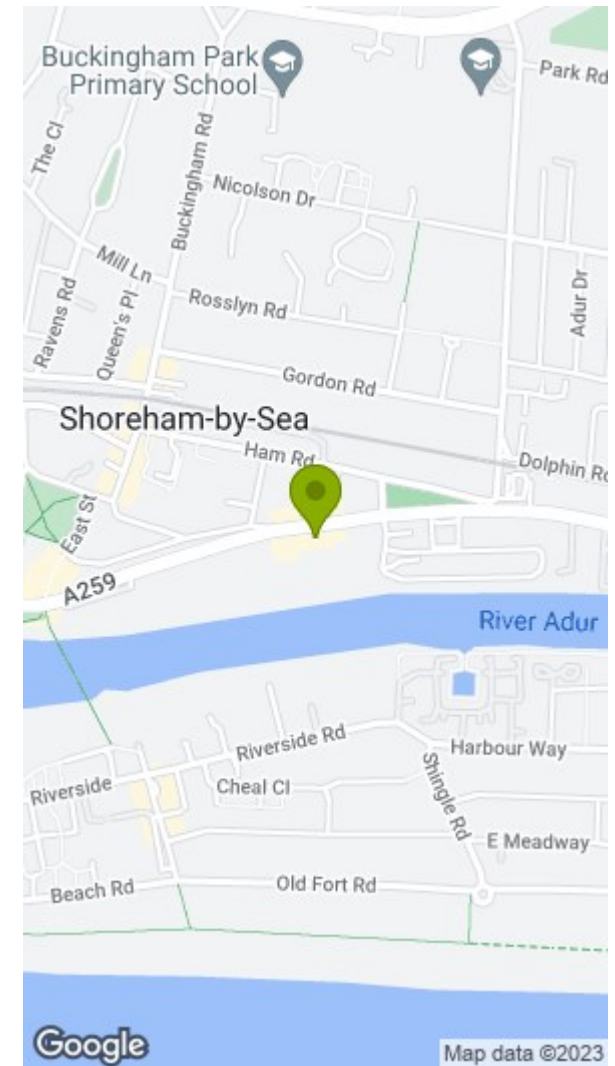 Buckingham Park
Primary School
Park Rd
The Cl
Buckingham Rd
Nicolson Dr
Mill Ln
Ravens Rd
Queen's Pl
Rosslyn Rd
Adur Dr
Gordon Rd
Shoreham-by-Sea
Ham Rd
Dolphin Ro
East St
A259
River Adur
Riverside Rd
Harbour Way
Riverside
Cheal Cl
Shingle Rd
E Meadway
Beach Rd
Old Fort Rd
Google
Map data ©2023